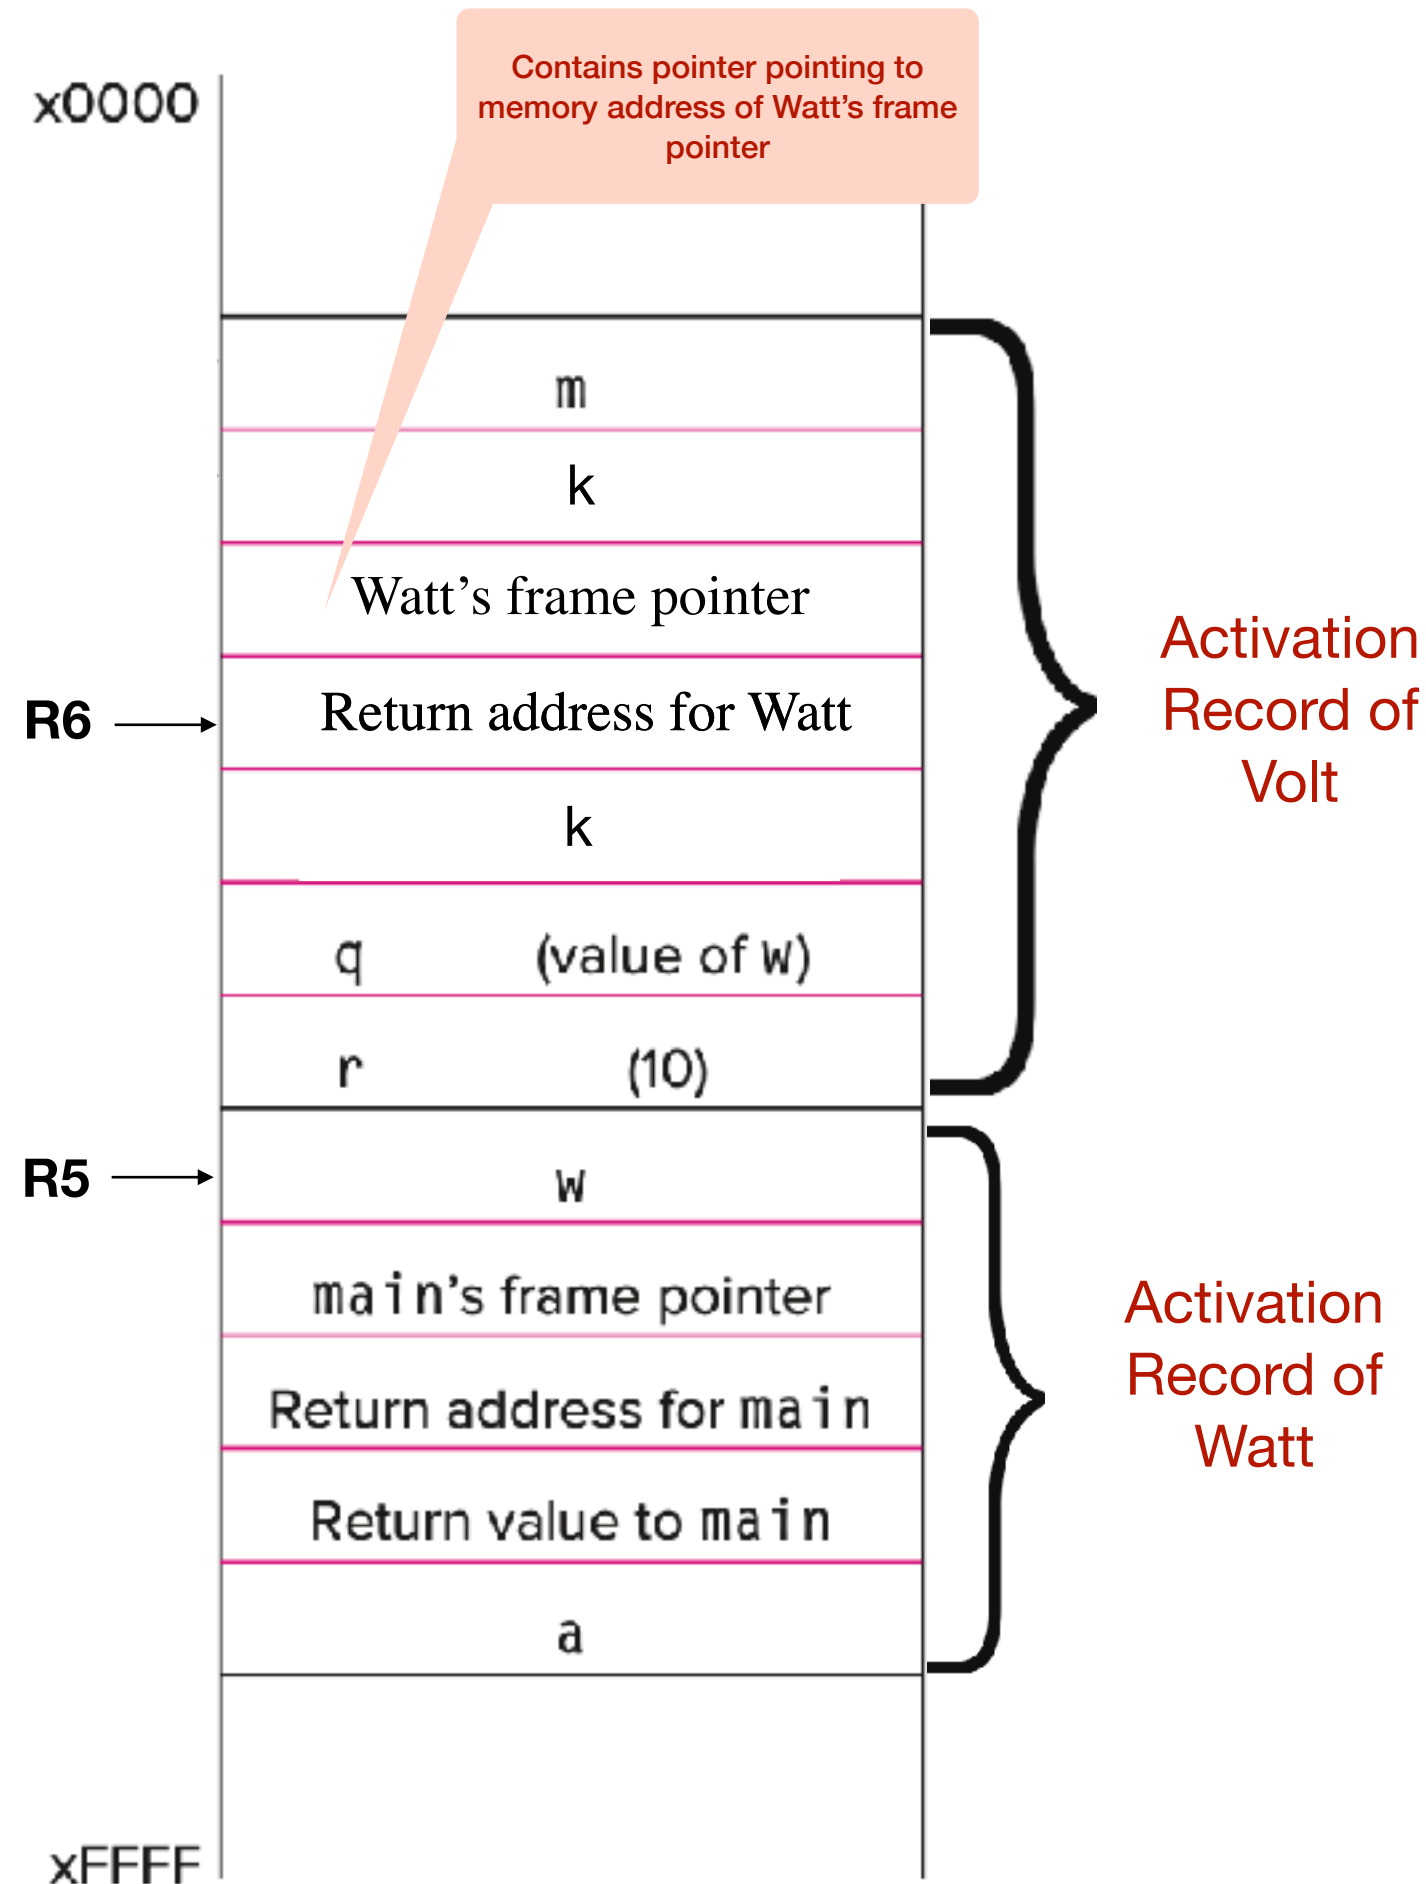 Contains pointer pointing to
memory address of Watt's frame
pointer
x0000
m
k
Watt's frame pointer
Return address for Watt
R6
k
q (value of w)
r (10)
Activation
Record of
Volt
R5
w
main's frame pointer
Return address for main
Return value to main
a
Activation
Record of
Watt
xFFFF